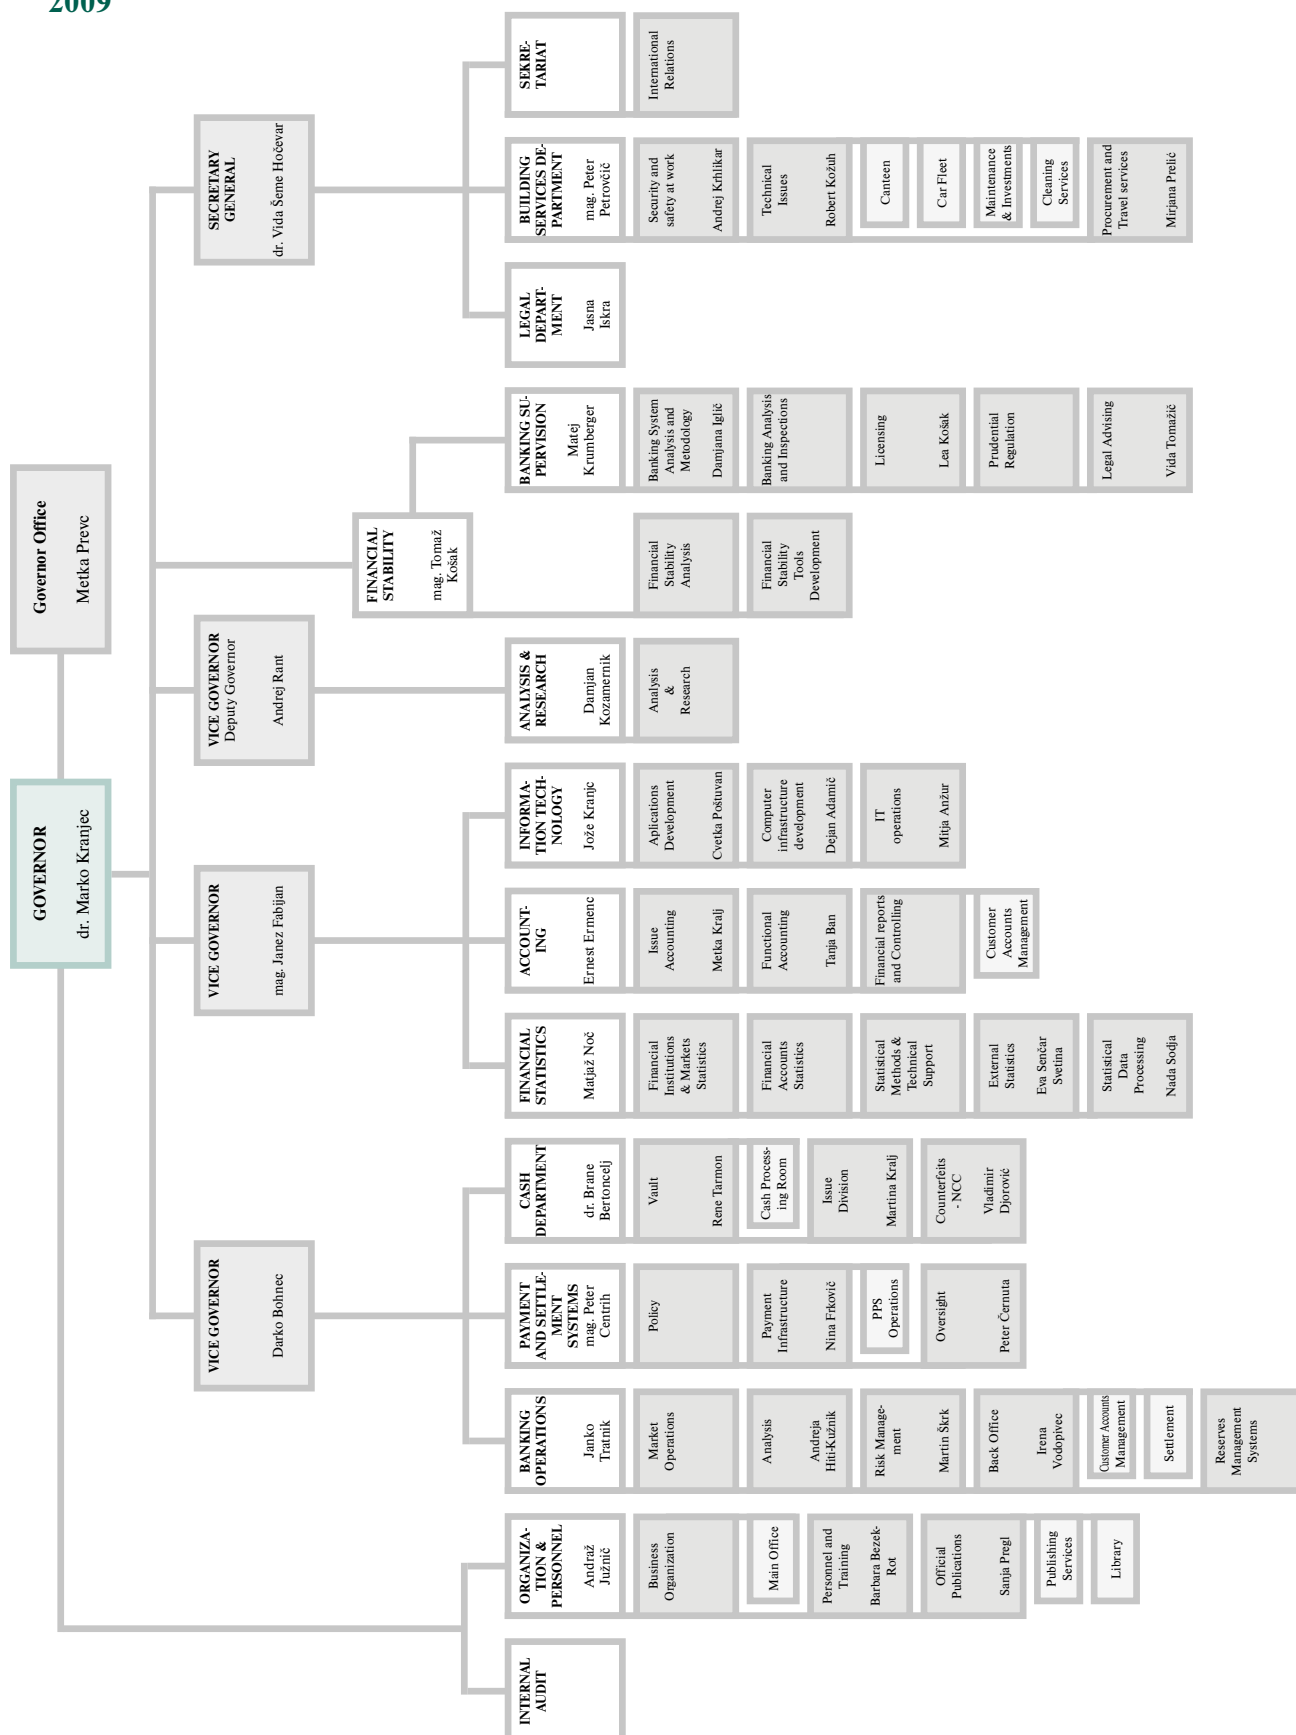 2009
GOVERNOR
dr. Marko Kranjec
Governor Office
Metka Prevc
VICE GOVERNOR
Darko Bohnec
VICE GOVERNOR
mag. Janez Fabijan
VICE GOVERNOR
Deputy Governor
Andrej Rant
SECRETARY
GENERAL
dr. Vida Šeme Hočevar
FINANCIAL
STABILITY
mag. Tomaž
Košak
Financial
Stability
Analysis
Financial
Stability
Tools
Development
INTERNAL
AUDIT
ORGANIZA-
TION &
PERSONNEL
Andraž
Južnič
Business
Organization
Main Office
Personnel and
Training
Barbara Bezek-
Rot
Official
Publications
Sanja Pregl
Publishing
Services
Library
BANKING
OPERATIONS
Janko
Tratnik
Market
Operations
Analysis
Andreja
Hiti-Kužnik
Risk Manage-
ment
Martin Škrk
Back Office
Irena
Vodopivec
Customer Accounts
Management
Settlement
Reserves
Management
Systems
PAYMENT
AND SETTLE-
MENT
SYSTEMS
mag. Peter
Centrih
Policy
Payment
Infrastructure
Nina Frkovič
PPS
Operations
Oversight
Peter Černuta
CASH
DEPARTMENT
dr. Brane
Bertoncelj
Vault
Rene Tarmon
Cash Process-
ing Room
Issue
Division
Martina Kralj
Counterfeits
- NCC
Vladimir
Djorović
FINANCIAL
STATISTICS
Matjaž Noč
Financial
Institutions
& Markets
Statistics
Financial
Accounts
Statistics
Statistical
Methods &
Technical
Support
External
Statistics
Eva Senčar
Svetina
Statistical
Data
Processing
Nada Sodja
ACCOUNT-
ING
Ernest Ermenc
Issue
Accounting
Metka Kralj
Functional
Accounting
Tanja Ban
Financial reports
and Controlling
Customer
Accounts
Management
INFORMA-
TION TECH-
NOLOGY
Jože Kranjc
Aplications
Development
Cvetka Poštuvan
Computer
infrastructure
development
Dejan Adamič
IT
operations
Mitja Anžur
ANALYSIS &
RESEARCH
Damjan
Kozamernik
Analysis
&
Research
BANKING SU-
PERVISION
Matej
Krumberger
Banking System
Analysis and
Metodology
Damjana Iglič
Banking Analysis
and Inspections
Licensing
Lea Košak
Prudential
Regulation
Legal Advising
Vida Tomažič
LEGAL
DEPART-
MENT
Jasna
Iskra
BUILDING
SERVICES DE-
PARTMENT
mag. Peter
Petrovčič
Security and
safety at work
Andrej Krhlikar
Technical
Issues
Robert Kožuh
Canteen
Car Fleet
Maintenance
& Investments
Cleaning
Services
Procurement and
Travel services
Mirjana Prelić
SEKRE-
TARIAT
International
Relations